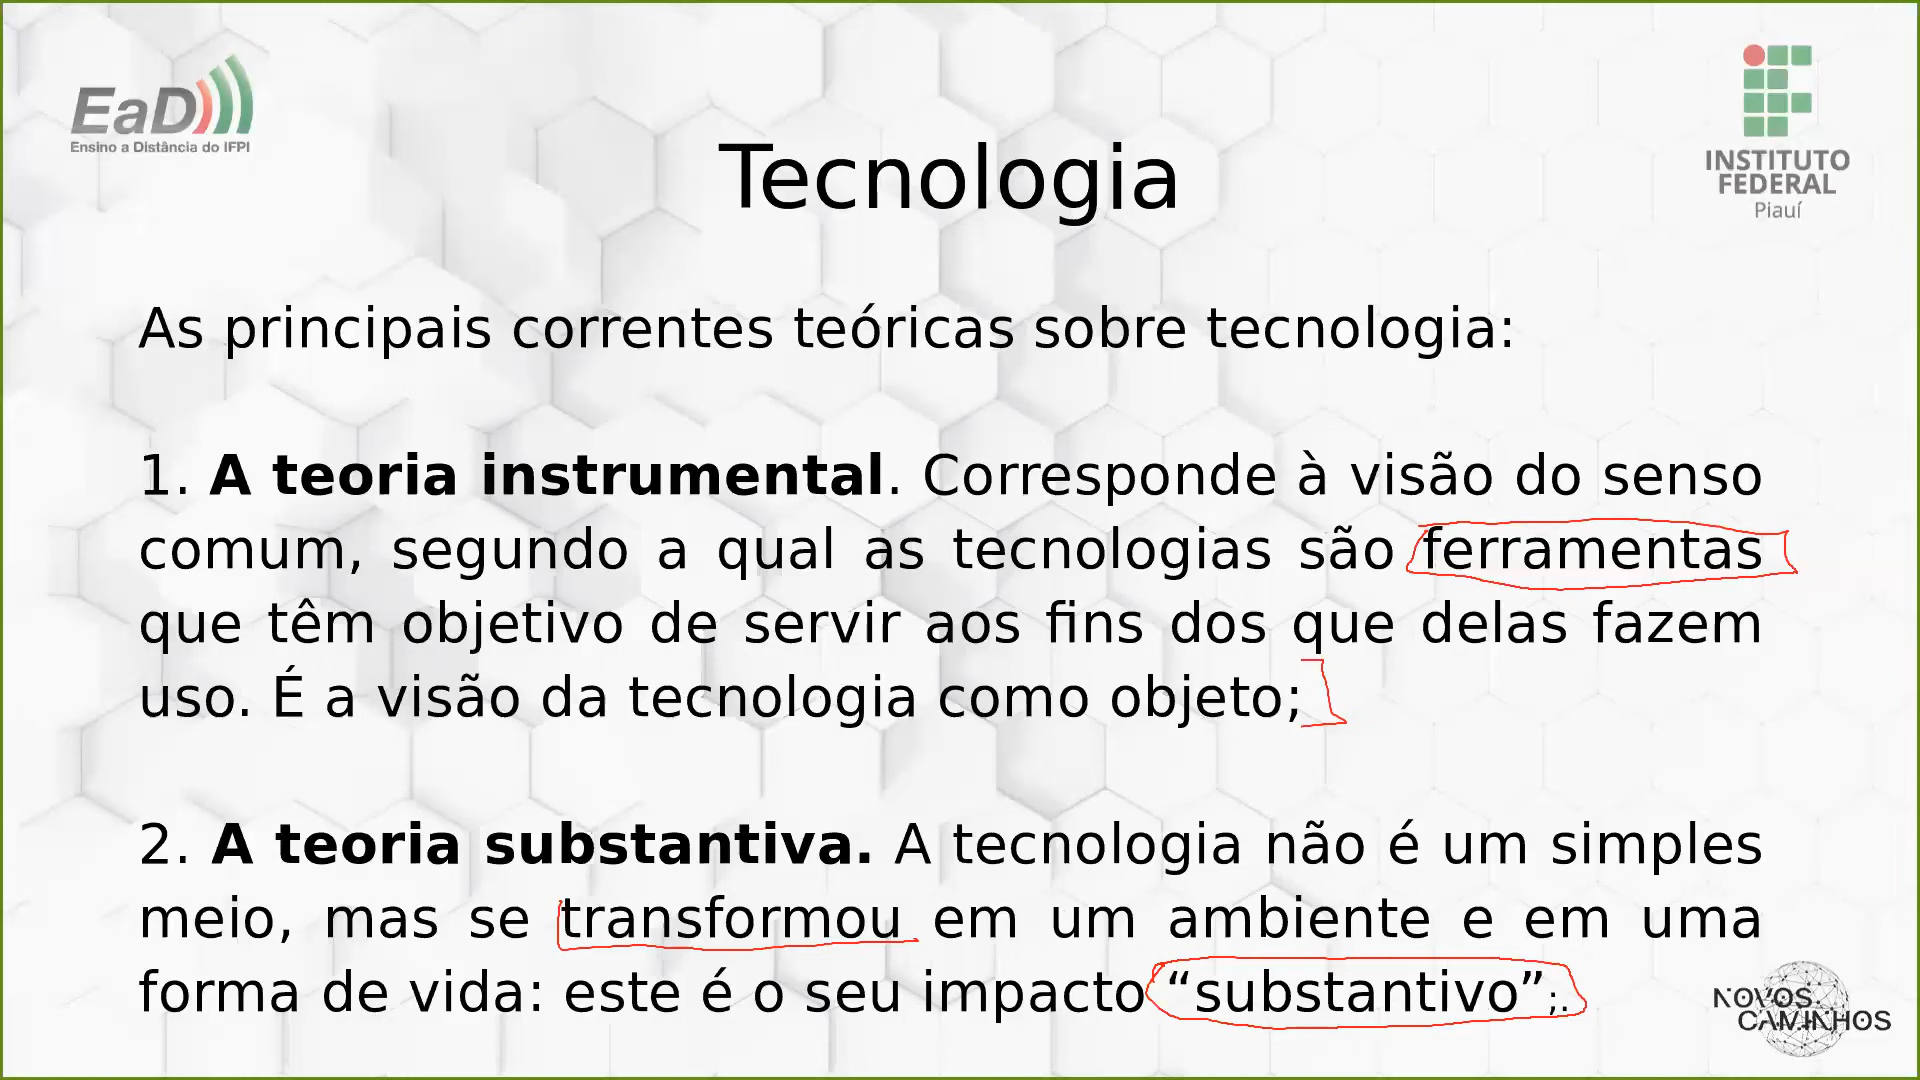 EaD
Ensino a Distância do IFPI
INSTITUTO
FEDERAL
Piauí
Tecnologia
As principais correntes teóricas sobre tecnologia:
1. A teoria instrumental. Corresponde à visão do senso
comum, segundo a qual as tecnologias são ferramentas
que têm objetivo de servir aos fins dos que delas fazem
uso. É a visão da tecnologia como objeto;
2. A teoria substantiva. A tecnologia não é um simples
meio, mas se transformou em um ambiente e em uma
forma de vida: este é o seu impacto “substantivo”;.
NOVOS
CAMINHOS